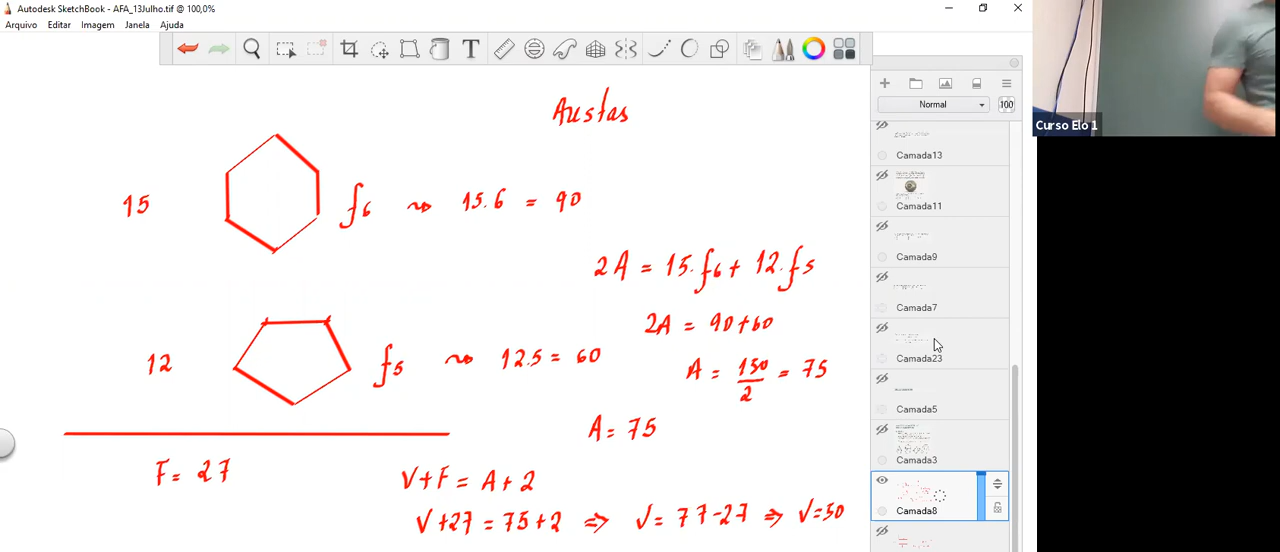 Autodesk SketchBook - AFA_13Julho.tif @ 100,0%
Arquivo Editar Imagem Janela Ajuda
Curso Elo 1
Normal 100
Camada13
Camada11
Camada9
Camada7
Camada23
Camada5
Camada3
Camada8
Austas
15 f6 ~> 15.6 = 90
2A = 15.f6 + 12.f5
2A = 90+60
12 f5 ~> 12.5 = 60
A = 150/2 = 75
A = 75
F = 27
V+F = A+2
V+27 = 75+2 => V = 77-27 => V=50